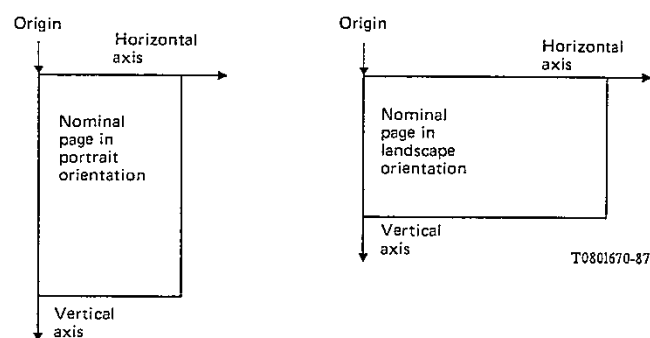 Origin
Horizontal
axis
Nominal
page in
portrait
orientation
Vertical
axis
Origin
Horizontal
axis
Nominal
page in
landscape
orientation
Vertical
axis
T0801670-87